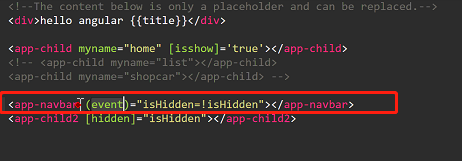 <!--The content below is only a placeholder and can be replaced.-->
<div>hello angular {{title}}</div>
<app-child myname="home" [isshow]='true'></app-child>
<!-- <app-child myname="list"></app-child>
<app-child myname="shopcar"></app-child> -->
<app-navbar (event)="isHidden=!isHidden"></app-navbar>
<app-child2 [hidden]="isHidden"></app-child2>